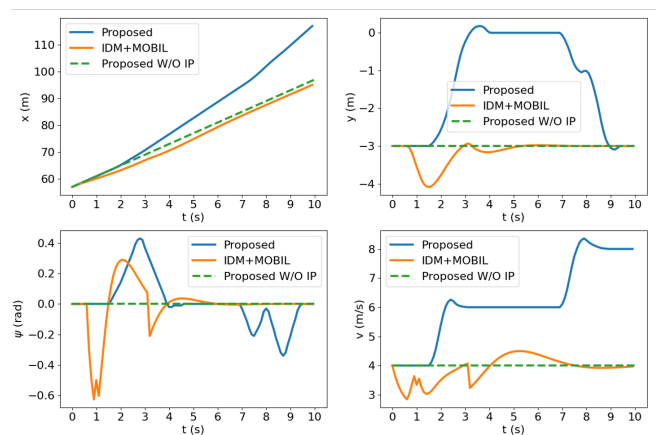 110
100
90
80
70
60
x (m)
Proposed
IDM+MOBIL
Proposed W/O IP
0 1 2 3 4 5 6 7 8 9 10
t (s)
0
−1
−2
−3
−4
y (m)
Proposed
IDM+MOBIL
Proposed W/O IP
0 1 2 3 4 5 6 7 8 9 10
t (s)
0.4
0.2
0.0
−0.2
−0.4
−0.6
ψ (rad)
Proposed
IDM+MOBIL
Proposed W/O IP
0 1 2 3 4 5 6 7 8 9 10
t (s)
8
7
6
5
4
3
v (m/s)
Proposed
IDM+MOBIL
Proposed W/O IP
0 1 2 3 4 5 6 7 8 9 10
t (s)